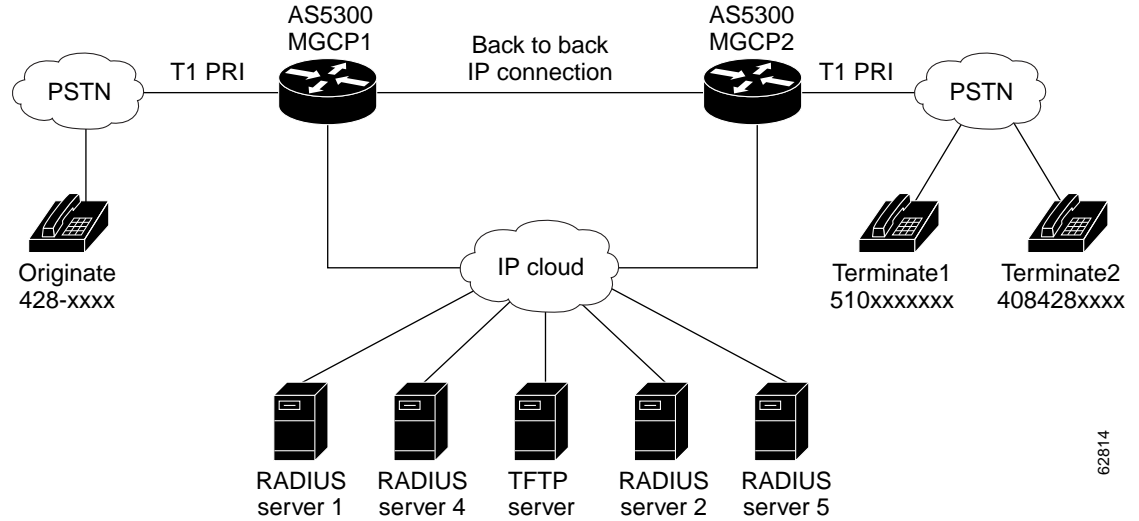 AS5300
MGCP1
AS5300
MGCP2
Back to back
IP connection
PSTN
T1 PRI
T1 PRI
PSTN
Originate
428-xxxx
IP cloud
Terminate1
510xxxxxxx
Terminate2
408428xxxx
RADIUS
server 1
RADIUS
server 4
TFTP
server
RADIUS
server 2
RADIUS
server 5
62814